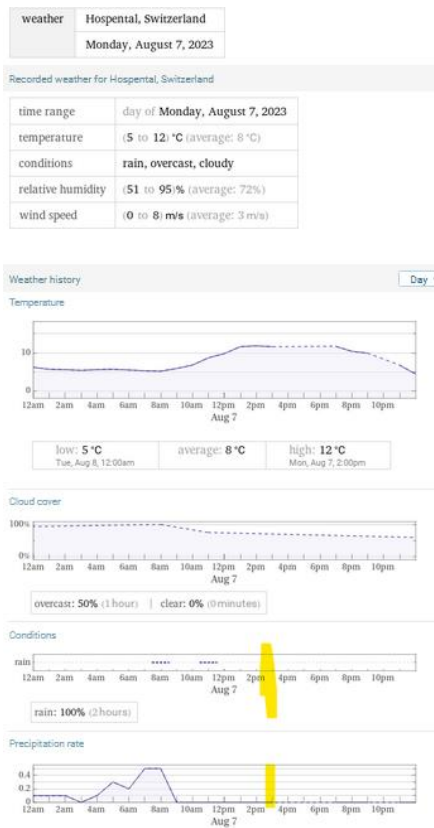 weather Hospental, Switzerland
Monday, August 7, 2023
Recorded weather for Hospental, Switzerland
time range day of Monday, August 7, 2023
temperature (5 to 12) °C (average: 8 °C)
conditions rain, overcast, cloudy
relative humidity (51 to 95)% (average: 72%)
wind speed (0 to 8) m/s (average: 3 m/s)
Weather history Day
Temperature
10
0
12am 2am 4am 6am 8am 10am 12pm 2pm 4pm 6pm 8pm 10pm
Aug 7
low: 5 °C average: 8 °C high: 12 °C
Tue, Aug 8, 12:00am Mon, Aug 7, 2:00pm
Cloud cover
100%
0%
12am 2am 4am 6am 8am 10am 12pm 2pm 4pm 6pm 8pm 10pm
Aug 7
overcast: 50% (1 hour) | clear: 0% (0 minutes)
Conditions
rain
12am 2am 4am 6am 8am 10am 12pm 2pm 4pm 6pm 8pm 10pm
Aug 7
rain: 100% (2 hours)
Precipitation rate
0.4
0.2
0
12am 2am 4am 6am 8am 10am 12pm 2pm 4pm 6pm 8pm 10pm
Aug 7